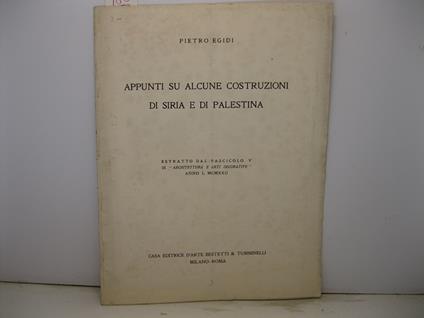 PIETRO EGIDI
APPUNTI SU ALCUNE COSTRUZIONI
DI SIRIA E DI PALESTINA
ESTRATTO DAL FASCICOLO V
DI "ARCHITETTURA E ARTI DECORATIVE"
ANNO I, MCMXXII
CASA EDITRICE D'ARTE BESTETTI & TUMMINELLI
MILANO-ROMA